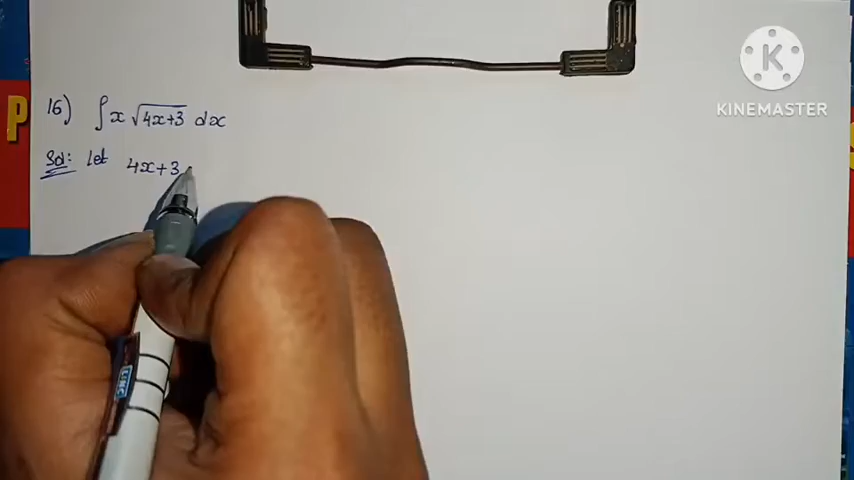 16) ∫ x √4x+3 dx
Sol: let 4x+3
KINEMASTER